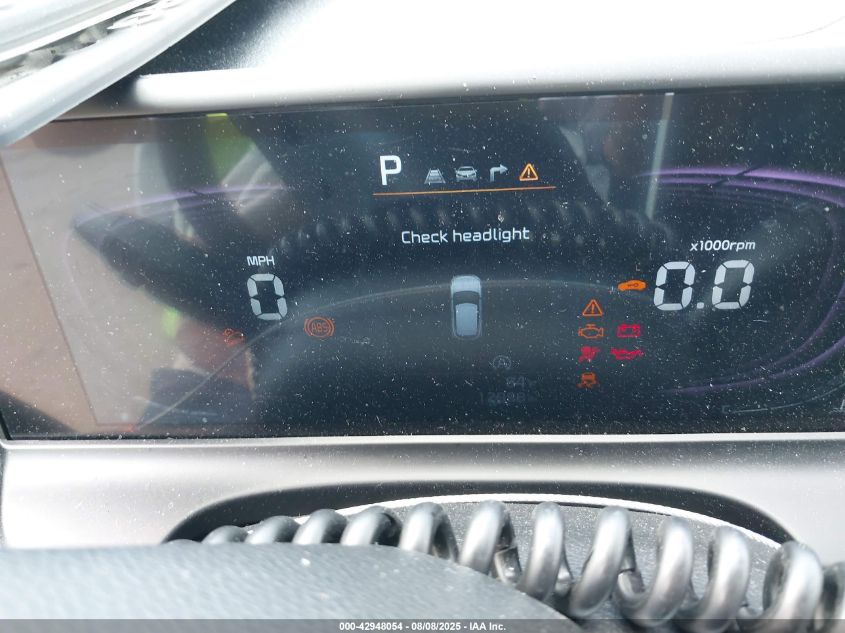 P
Check headlight
MPH
x1000rpm
0
0.0
ABS
000-42948054 - 08/08/2025 - IAA Inc.